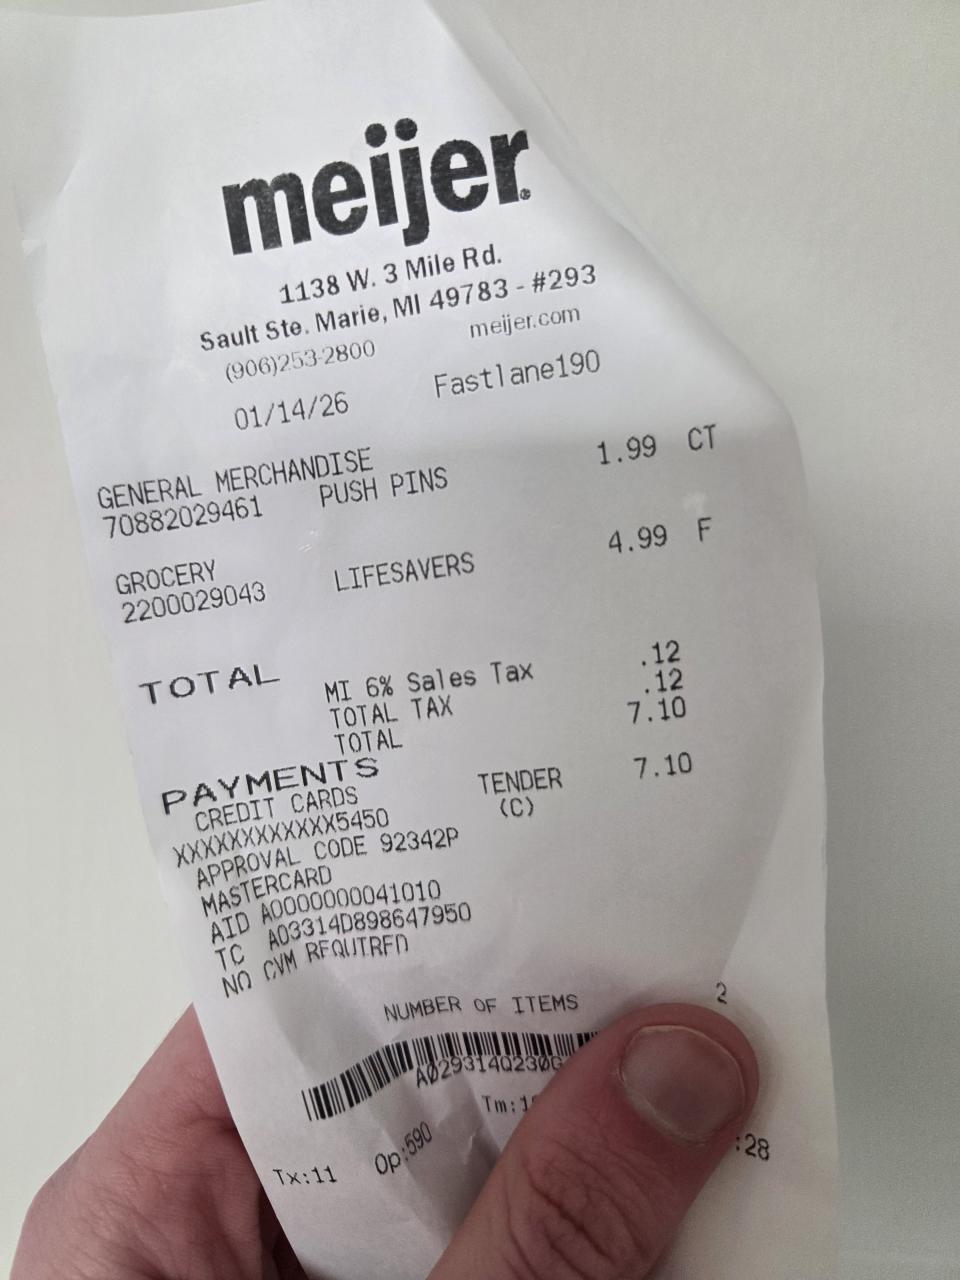 meijer®
1138 W. 3 Mile Rd.
Sault Ste. Marie, MI 49783 - #293
(906)253-2800 meijer.com
01/14/26 Fastlane190
GENERAL MERCHANDISE
70882029461 PUSH PINS 1.99 CT
GROCERY
2200029043 LIFESAVERS 4.99 F
TOTAL
MI 6% Sales Tax .12
TOTAL TAX .12
TOTAL 7.10
PAYMENTS
CREDIT CARDS TENDER 7.10
XXXXXXXXXXXX5450 (C)
APPROVAL CODE 92342P
MASTERCARD
AID A0000000041010
TC A03314D898647950
NO CVM REQUIRED
NUMBER OF ITEMS 2
Tx:11 Op:590 :28